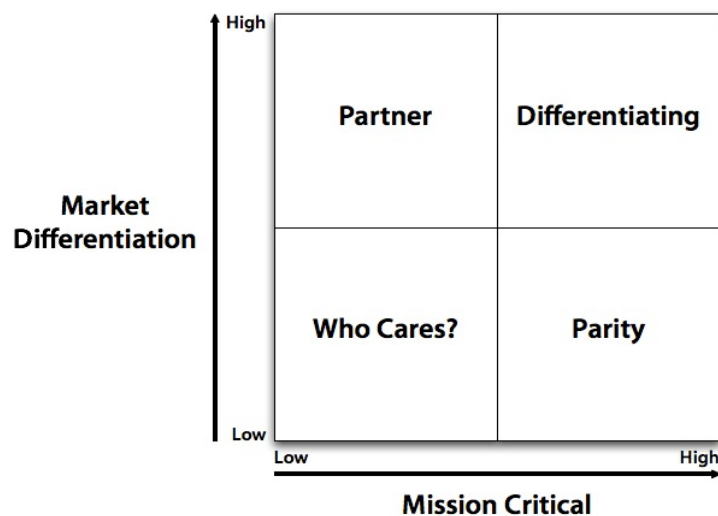 High
Partner
Differentiating
Market
Differentiation
Who Cares?
Parity
Low
Low
High
Mission Critical